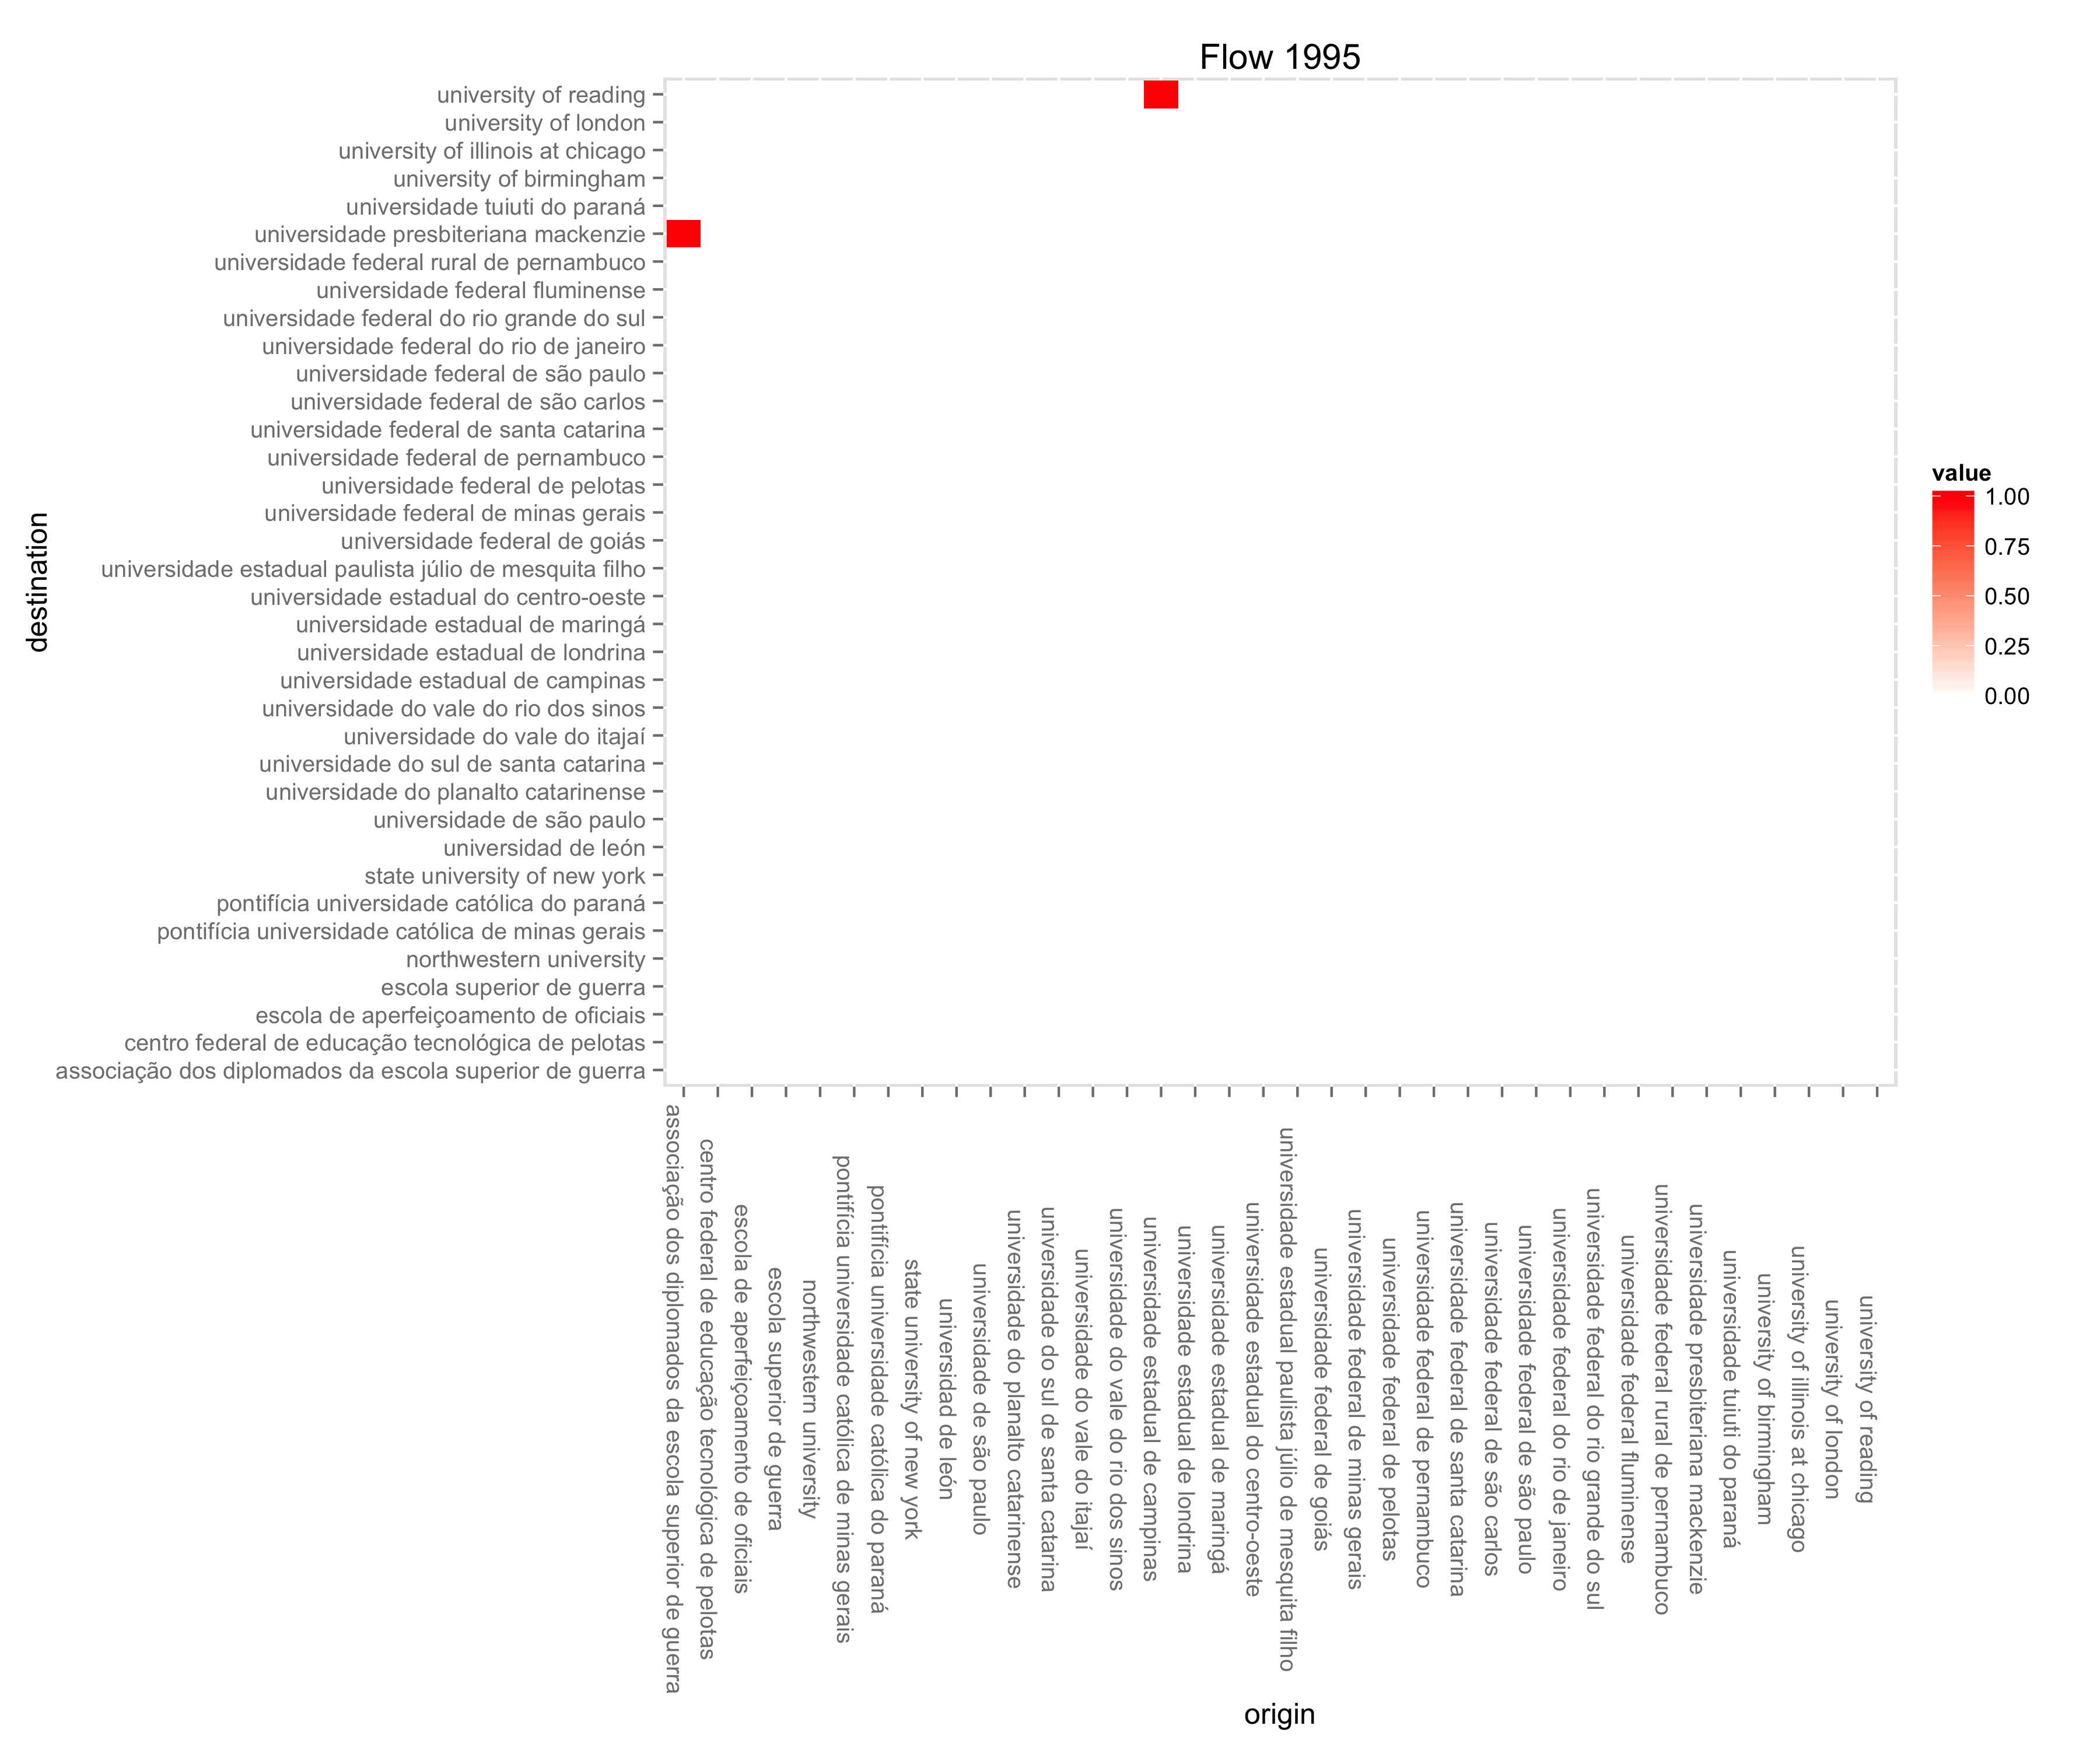 Flow 1995
destination
university of reading
university of london
university of illinois at chicago
university of birmingham
universidade tuiuti do paraná
universidade presbiteriana mackenzie
universidade federal rural de pernambuco
universidade federal fluminense
universidade federal do rio grande do sul
universidade federal do rio de janeiro
universidade federal de são paulo
universidade federal de são carlos
universidade federal de santa catarina
universidade federal de pernambuco
universidade federal de pelotas
universidade federal de minas gerais
universidade federal de goiás
universidade estadual paulista júlio de mesquita filho
universidade estadual do centro-oeste
universidade estadual de maringá
universidade estadual de londrina
universidade estadual de campinas
universidade do vale do rio dos sinos
universidade do vale do itajaí
universidade do sul de santa catarina
universidade do planalto catarinense
universidade de são paulo
universidad de león
state university of new york
pontifícia universidade católica do paraná
pontifícia universidade católica de minas gerais
northwestern university
escola superior de guerra
escola de aperfeiçoamento de oficiais
centro federal de educação tecnológica de pelotas
associação dos diplomados da escola superior de guerra
value
1.00
0.75
0.50
0.25
0.00
associação dos diplomados da escola superior de guerra
centro federal de educação tecnológica de pelotas
escola de aperfeiçoamento de oficiais
escola superior de guerra
northwestern university
pontifícia universidade católica de minas gerais
pontifícia universidade católica do paraná
state university of new york
universidad de león
universidade de são paulo
universidade do planalto catarinense
universidade do sul de santa catarina
universidade do vale do itajaí
universidade do vale do rio dos sinos
universidade estadual de campinas
universidade estadual de londrina
universidade estadual de maringá
universidade estadual do centro-oeste
universidade estadual paulista júlio de mesquita filho
universidade federal de goiás
universidade federal de minas gerais
universidade federal de pelotas
universidade federal de pernambuco
universidade federal de santa catarina
universidade federal de são carlos
universidade federal de são paulo
universidade federal do rio de janeiro
universidade federal do rio grande do sul
universidade federal fluminense
universidade federal rural de pernambuco
universidade presbiteriana mackenzie
universidade tuiuti do paraná
university of birmingham
university of illinois at chicago
university of london
university of reading
origin